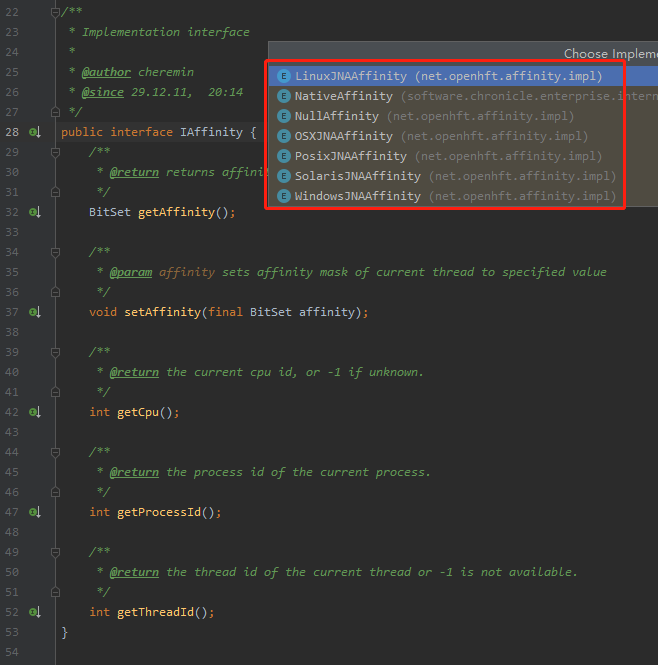 22 /**
23 * Implementation interface
24 *
25 * @author cheremin
26 * @since 29.12.11, 20:14
27 */
28 public interface IAffinity {
29 /**
30 * @return returns affinit
31 */
32 BitSet getAffinity();
33
34 /**
35 * @param affinity sets affinity mask of current thread to specified value
36 */
37 void setAffinity(final BitSet affinity);
38
39 /**
40 * @return the current cpu id, or -1 if unknown.
41 */
42 int getCpu();
43
44 /**
45 * @return the process id of the current process.
46 */
47 int getProcessId();
48
49 /**
50 * @return the thread id of the current thread or -1 is not available.
51 */
52 int getThreadId();
53 }
54
Choose Impleme
E LinuxJNAAffinity (net.openhft.affinity.impl)
E NativeAffinity (software.chronicle.enterprise.intern
E NullAffinity (net.openhft.affinity.impl)
E OSXJNAAffinity (net.openhft.affinity.impl)
E PosixJNAAffinity (net.openhft.affinity.impl)
E SolarisJNAAffinity (net.openhft.affinity.impl)
E WindowsJNAAffinity (net.openhft.affinity.impl)